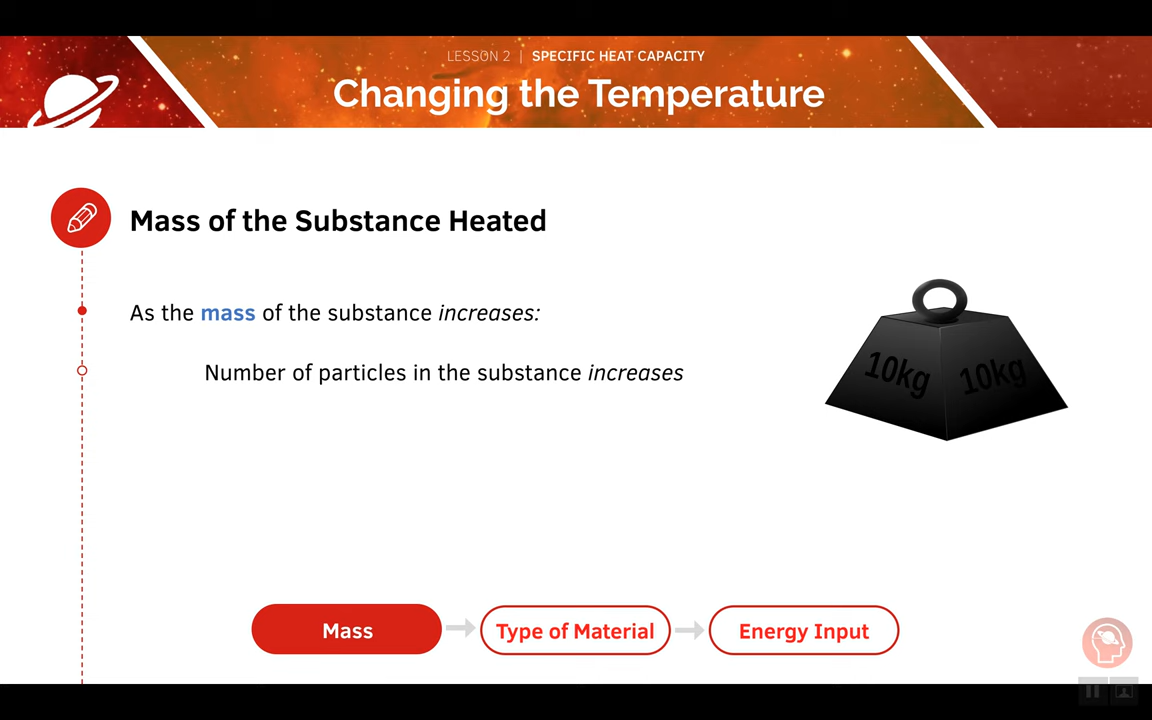 LESSON 2 | SPECIFIC HEAT CAPACITY
Changing the Temperature
Mass of the Substance Heated
As the mass of the substance increases:
Number of particles in the substance increases
10kg 10kg
Mass
Type of Material
Energy Input